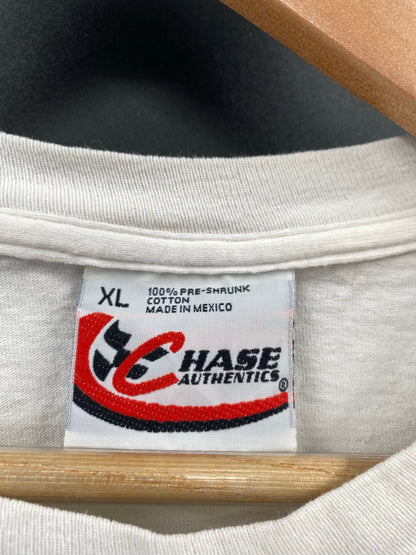 XL
100% PRE-SHRUNK
COTTON
MADE IN MEXICO
CHASE
AUTHENTICS®